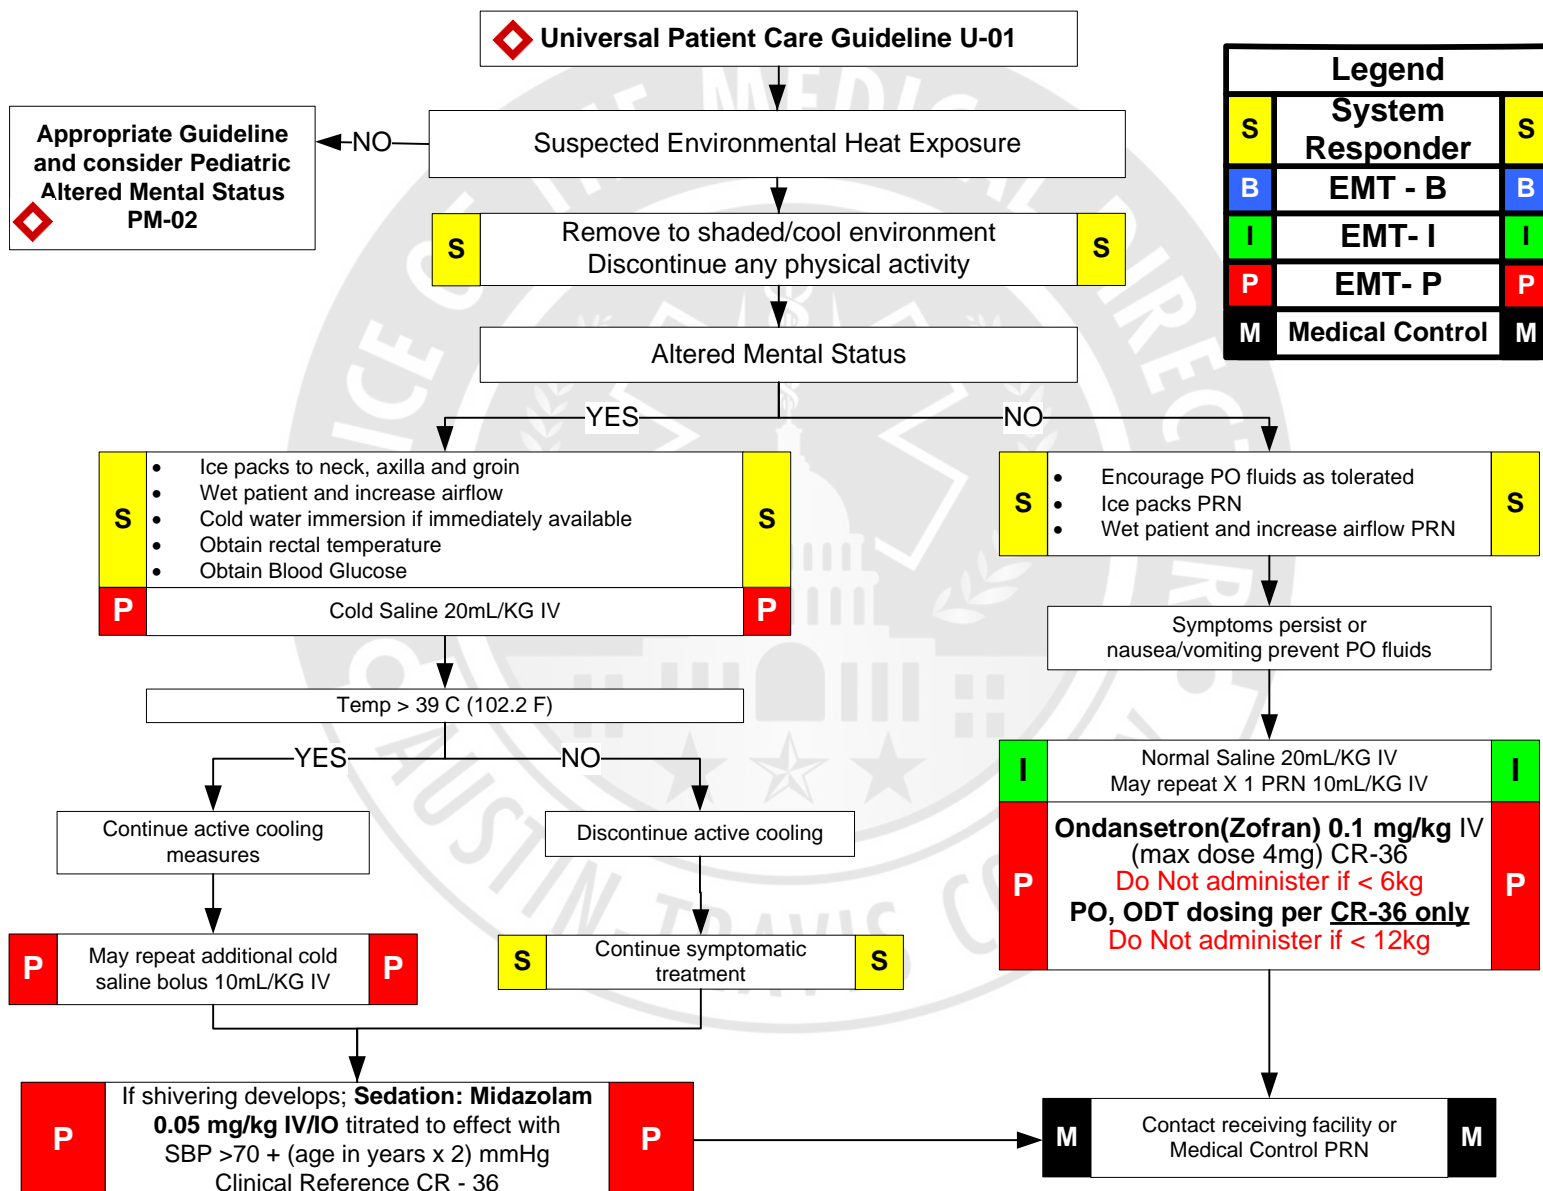 Universal Patient Care Guideline U-01
Legend
S System Responder S
B EMT - B B
I EMT- I I
P EMT- P P
M Medical Control M
Appropriate Guideline
and consider Pediatric
Altered Mental Status
PM-02
NO
Suspected Environmental Heat Exposure
S Remove to shaded/cool environment S
Discontinue any physical activity
Altered Mental Status
YES
NO
S S
• Ice packs to neck, axilla and groin
• Wet patient and increase airflow
• Cold water immersion if immediately available
• Obtain rectal temperature
• Obtain Blood Glucose
P Cold Saline 20mL/KG IV P
S S
• Encourage PO fluids as tolerated
• Ice packs PRN
• Wet patient and increase airflow PRN
Symptoms persist or
nausea/vomiting prevent PO fluids
Temp > 39 C (102.2 F)
YES
NO
Continue active cooling
measures
Discontinue active cooling
I Normal Saline 20mL/KG IV I
May repeat X 1 PRN 10mL/KG IV
P P
Ondansetron(Zofran) 0.1 mg/kg IV
(max dose 4mg) CR-36
Do Not administer if < 6kg
PO, ODT dosing per CR-36 only
Do Not administer if < 12kg
P May repeat additional cold P
saline bolus 10mL/KG IV
S Continue symptomatic S
treatment
P P
If shivering develops; Sedation: Midazolam
0.05 mg/kg IV/IO titrated to effect with
SBP >70 + (age in years x 2) mmHg
Clinical Reference CR - 36
M Contact receiving facility or M
Medical Control PRN